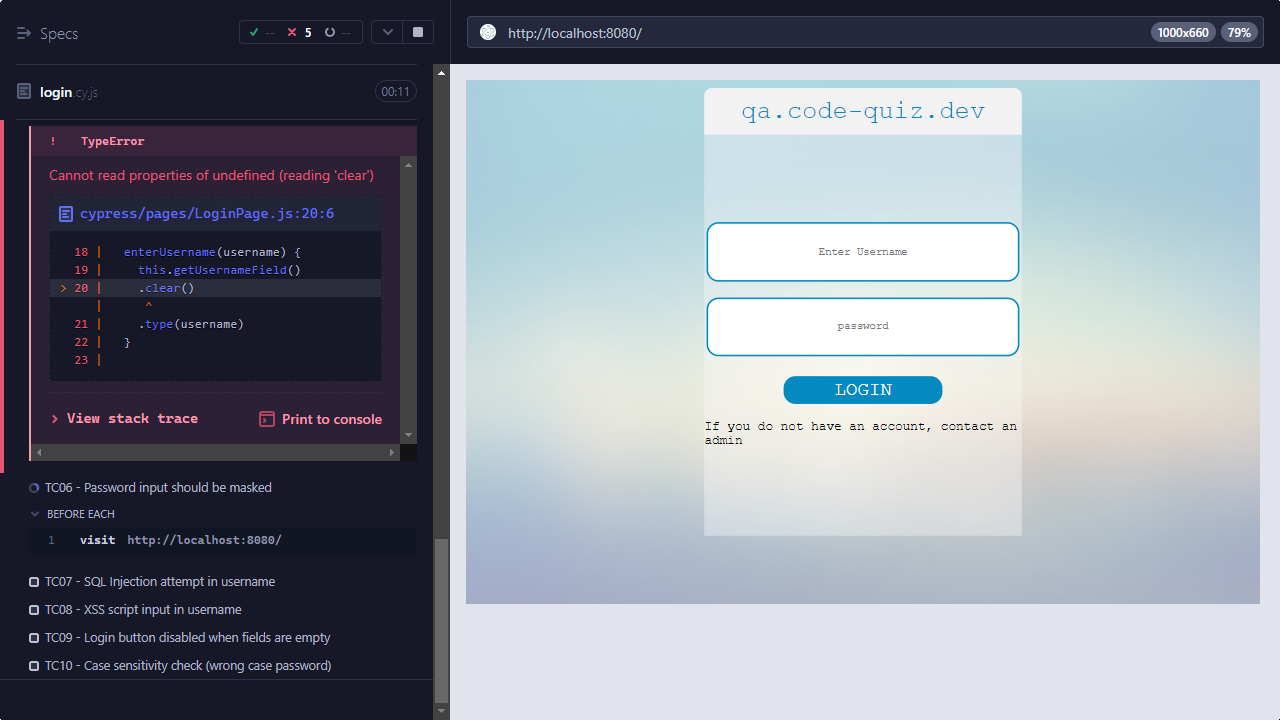 Specs
-- 5 --
login.cy.js
00:11
! TypeError
Cannot read properties of undefined (reading 'clear')
cypress/pages/LoginPage.js:20:6
18 | enterUsername(username) {
19 | this.getUsernameField()
> 20 | .clear()
| ^
21 | .type(username)
22 | }
23 |
> View stack trace
Print to console
TC06 - Password input should be masked
BEFORE EACH
1 visit http://localhost:8080/
TC07 - SQL Injection attempt in username
TC08 - XSS script input in username
TC09 - Login button disabled when fields are empty
TC10 - Case sensitivity check (wrong case password)
http://localhost:8080/
1000x660
79%
qa.code-quiz.dev
Enter Username
password
LOGIN
If you do not have an account, contact an
admin